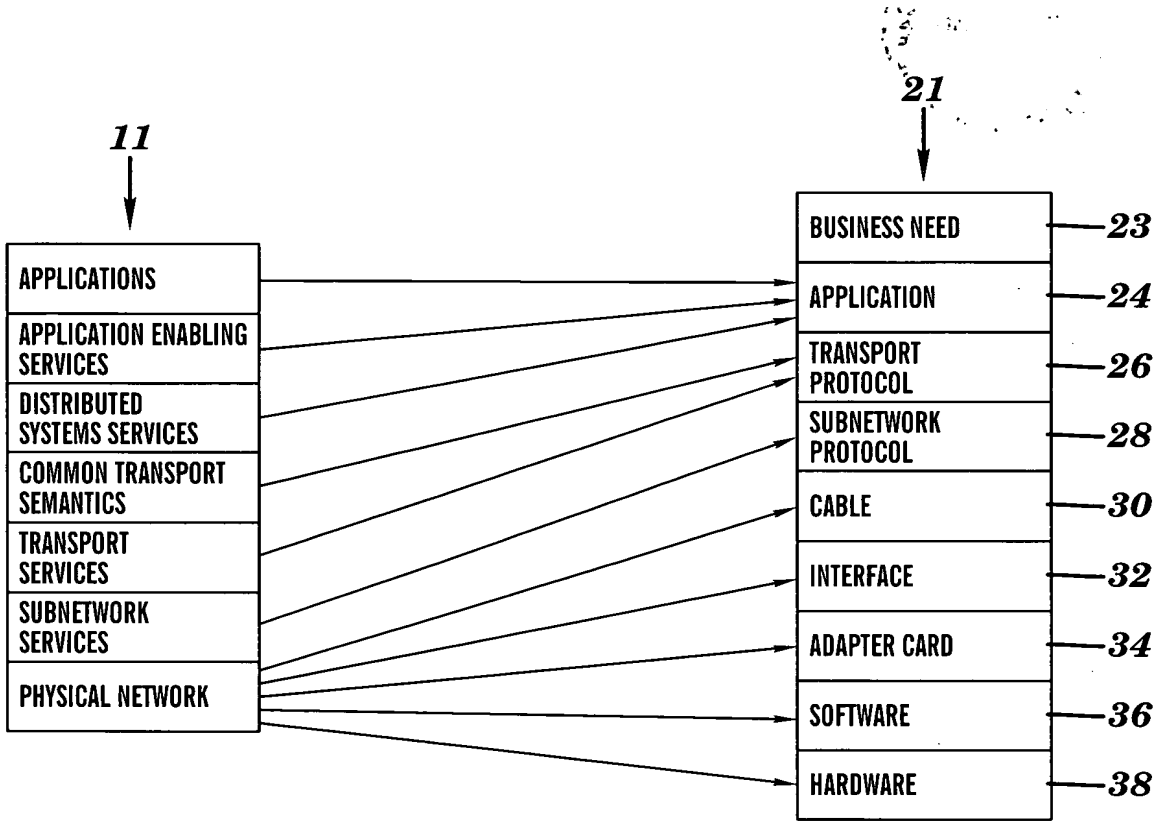 11
APPLICATIONS
APPLICATION ENABLING
SERVICES
DISTRIBUTED
SYSTEMS SERVICES
COMMON TRANSPORT
SEMANTICS
TRANSPORT
SERVICES
SUBNETWORK
SERVICES
PHYSICAL NETWORK
21
BUSINESS NEED
23
APPLICATION
24
TRANSPORT
PROTOCOL
26
SUBNETWORK
PROTOCOL
28
CABLE
30
INTERFACE
32
ADAPTER CARD
34
SOFTWARE
36
HARDWARE
38